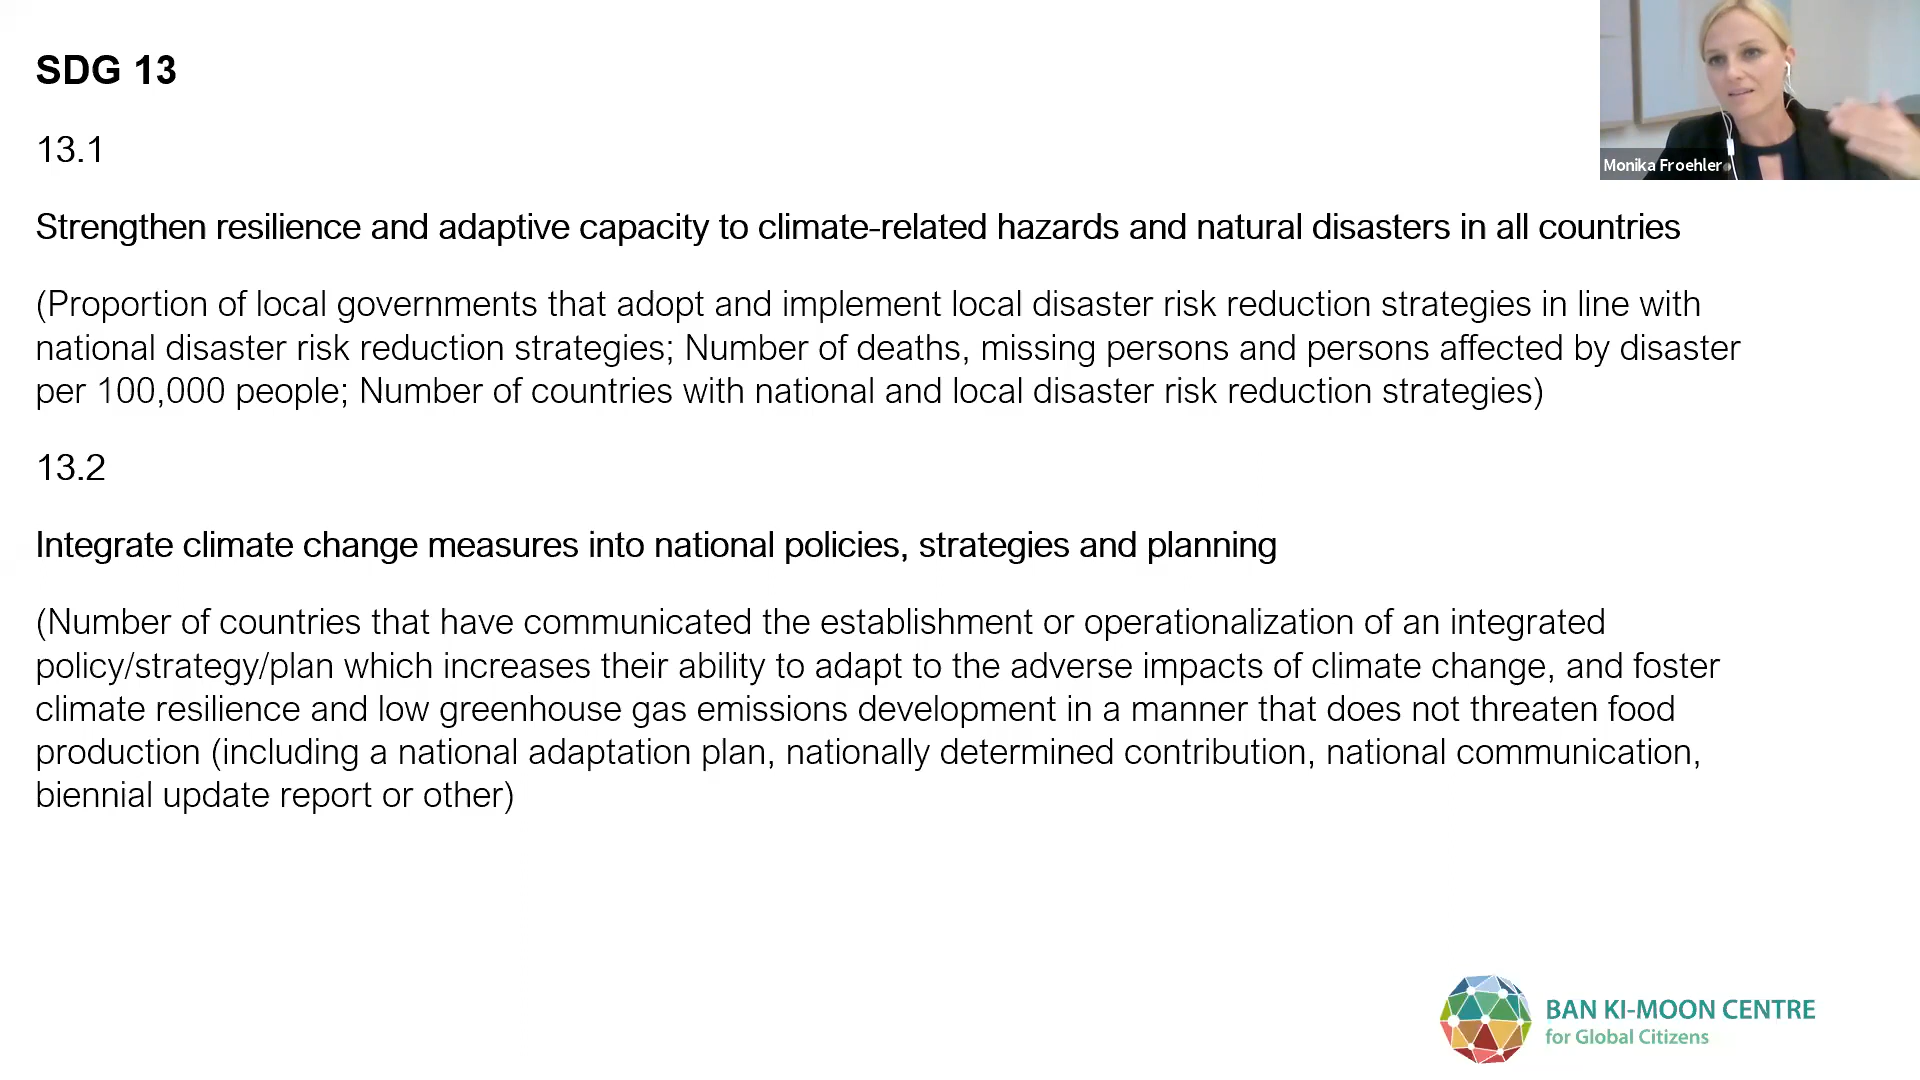 SDG 13
Monika Froehler
13.1
Strengthen resilience and adaptive capacity to climate-related hazards and natural disasters in all countries
(Proportion of local governments that adopt and implement local disaster risk reduction strategies in line with
national disaster risk reduction strategies; Number of deaths, missing persons and persons affected by disaster
per 100,000 people; Number of countries with national and local disaster risk reduction strategies)
13.2
Integrate climate change measures into national policies, strategies and planning
(Number of countries that have communicated the establishment or operationalization of an integrated
policy/strategy/plan which increases their ability to adapt to the adverse impacts of climate change, and foster
climate resilience and low greenhouse gas emissions development in a manner that does not threaten food
production (including a national adaptation plan, nationally determined contribution, national communication,
biennial update report or other)
BAN KI-MOON CENTRE
for Global Citizens